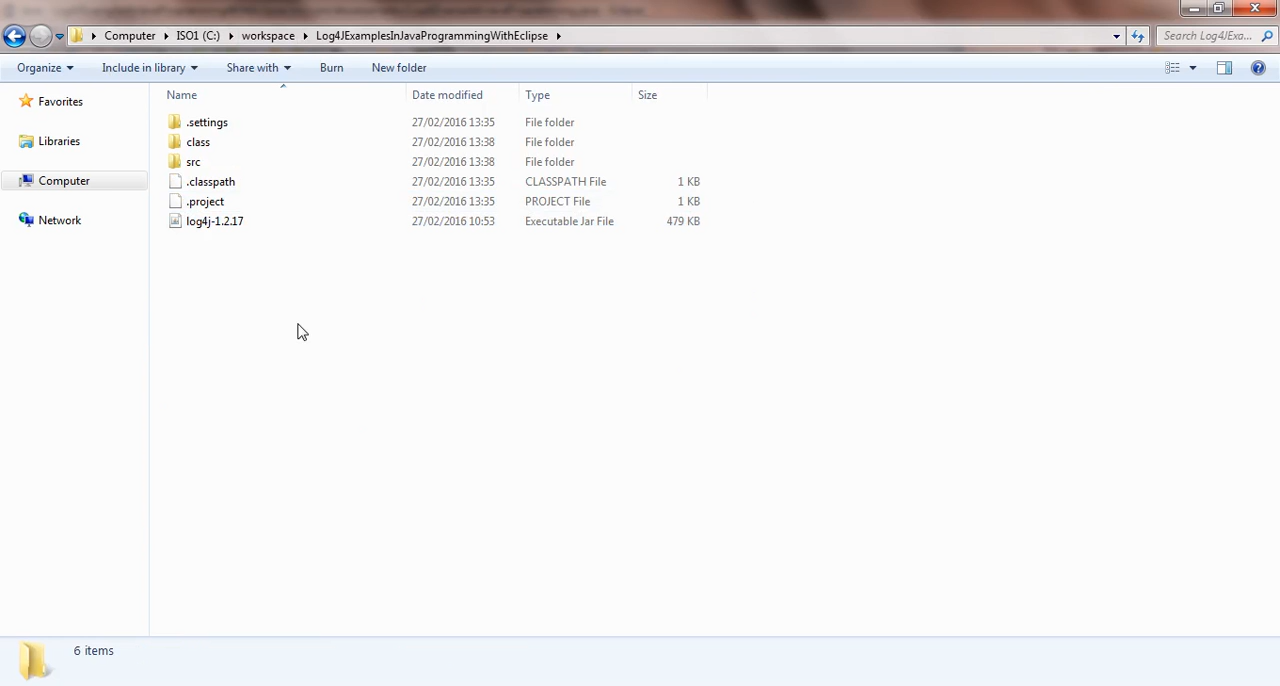 Computer ISO1 (C:) workspace Log4JExamplesInJavaProgrammingWithEclipse Search Log4JExa...
Organize Include in library Share with Burn New folder
Favorites
Libraries
Computer
Network
Name Date modified Type Size
.settings 27/02/2016 13:35 File folder
class 27/02/2016 13:38 File folder
src 27/02/2016 13:38 File folder
.classpath 27/02/2016 13:35 CLASSPATH File 1 KB
.project 27/02/2016 13:35 PROJECT File 1 KB
log4j-1.2.17 27/02/2016 10:53 Executable Jar File 479 KB
6 items